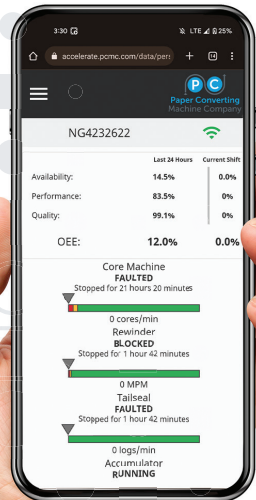 3:30
LTE 25%
accelerate.pcmc.com/data/pers
14
P C
Paper Converting
Machine Company
NG4232622
Last 24 Hours Current Shift
Availability: 14.5% 0.0%
Performance: 83.5% 0%
Quality: 99.1% 0%
OEE: 12.0% 0.0%
Core Machine
FAULTED
Stopped for 21 hours 20 minutes
0 cores/min
Rewinder
BLOCKED
Stopped for 1 hour 42 minutes
0 MPM
Tailseal
FAULTED
Stopped for 1 hour 42 minutes
0 logs/min
Accumulator
RUNNING